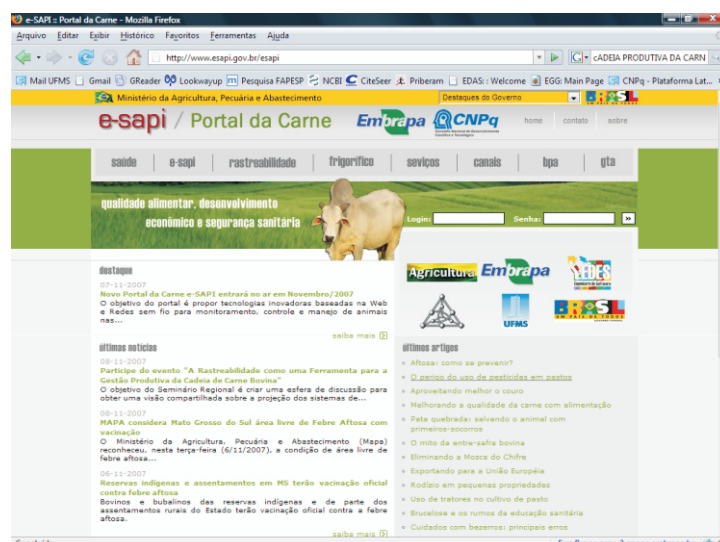 e-SAPI :: Portal da Carne - Mozilla Firefox
Arquivo Editar Exibir Histórico Favoritos Ferramentas Ajuda
http://www.esapi.gov.br/esapi
cADEIA PRODUTIVA DA CARN
Mail UFMS Gmail GReader Lookwayup Pesquisa FAPESP NCBI CiteSeer Priberam EDAS: : Welcome EGG: Main Page CNPq - Plataforma Lat...
Ministério da Agricultura, Pecuária e Abastecimento
Destaques do Governo
BRASIL
e-sapi / Portal da Carne
Embrapa
CNPq
home contato sobre
saúde e-sapi rastreabilidade frigorífico serviços canais bpa gta
qualidade alimentar, desenvolvimento
econômico e segurança sanitária
Login: Senha: »
destaque
07-11-2007
Novo Portal da Carne e-SAPI entrará no ar em Novembro/2007
O objetivo do portal é propor tecnologias inovadoras baseadas na Web
e Redes sem fio para monitoramento, controle e manejo de animais
nas...
saiba mais
últimas notícias
08-11-2007
Participe do evento "A Rastreabilidade como uma Ferramenta para a
Gestão Produtiva da Cadeia de Carne Bovina"
O objetivo do Seminário Regional é criar uma esfera de discussão para
obter uma visão compartilhada sobre a projeção dos sistemas de...
08-11-2007
MAPA considera Mato Grosso do Sul área livre de Febre Aftosa com
vacinação
O Ministério da Agricultura, Pecuária e Abastecimento (Mapa)
reconheceu, nesta terça-feira (6/11/2007), a condição de área livre de
febre aftosa...
06-11-2007
Reservas indígenas e assentamentos em MS terão vacinação oficial
contra febre aftosa
Bovinos e bubalinos das reservas indígenas e de parte dos
assentamentos rurais do Estado terão vacinação oficial contra a febre
aftosa.
saiba mais
Agricultura
Embrapa
LEDES
UFMS
BRASIL
UM PAÍS DE TODOS
últimos artigos
Aftosa: como se prevenir?
O perigo do uso de pesticidas em pastos
Aproveitando melhor o couro
Melhorando a qualidade da carne com alimentação
Pata quebrada: salvando o animal com
primeiros-socorros
O mito da entre-safra bovina
Eliminando a Mosca do Chifre
Exportando para a União Européia
Rodízio em pequenas propriedades
Uso de tratores no cultivo de pasto
Brucelose e os rumos da educação sanitária
Cuidados com bezerros: principais erros